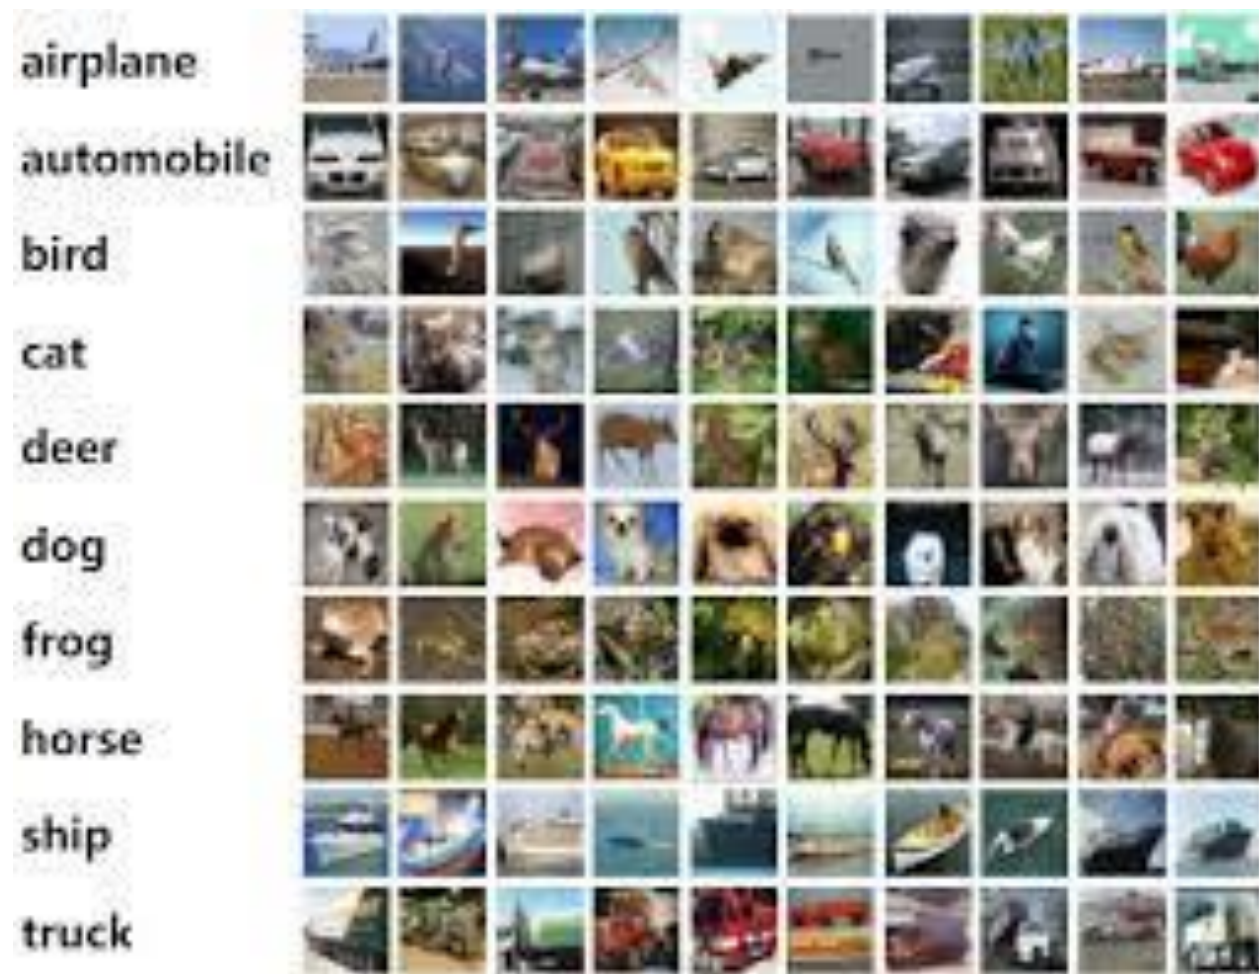 airplane
automobile
bird
cat
deer
dog
frog
horse
ship
truck